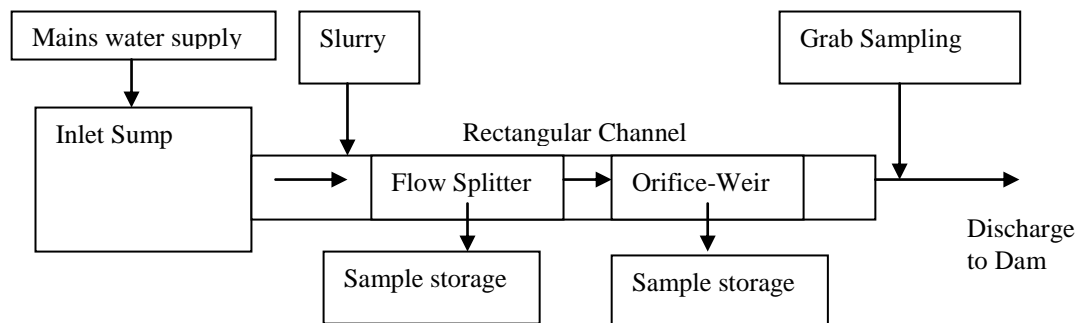 Mains water supply
Slurry
Grab Sampling
Inlet Sump
Rectangular Channel
Flow Splitter
Orifice-Weir
Discharge
to Dam
Sample storage
Sample storage